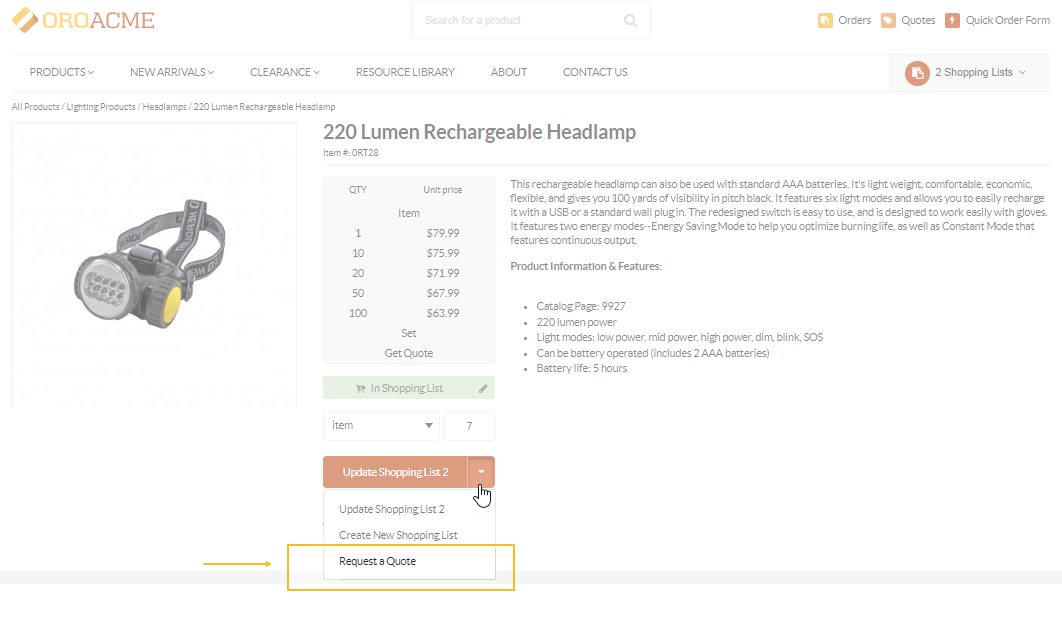 OROACME
Search for a product
Orders
Quotes
Quick Order Form
PRODUCTS
NEW ARRIVALS
CLEARANCE
RESOURCE LIBRARY
ABOUT
CONTACT US
2 Shopping Lists
All Products / Lighting Products / Headlamps / 220 Lumen Rechargeable Headlamp
220 Lumen Rechargeable Headlamp
Item #: 0RT28
QTY Unit price
Item
1 $79.99
10 $75.99
20 $71.99
50 $67.99
100 $63.99
Set
Get Quote
In Shopping List
item
7
Update Shopping List 2
Update Shopping List 2
Create New Shopping List
Request a Quote
This rechargeable headlamp can also be used with standard AAA batteries. It's light weight, comfortable, economic,
flexible, and gives you 100 yards of visibility in pitch black. It features six light modes and allows you to easily recharge
it with a USB or a standard wall plug in. The redesigned switch is easy to use, and is designed to work easily with gloves.
It features two energy modes--Energy Saving Mode to help you optimize burning life, as well as Constant Mode that
features continuous output.
Product Information & Features:
Catalog Page: 9927
220 lumen power
Light modes: low power, mid power, high power, dim, blink, SOS
Can be battery operated (includes 2 AAA batteries)
Battery life: 5 hours